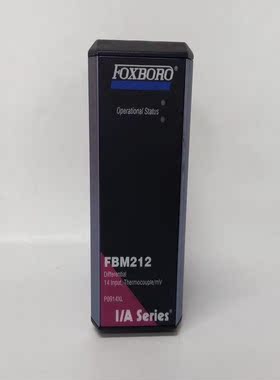 FOXBORO®
Operational Status
FBM212
Differential
14 Input, Thermocouple/mV
P0914XL
I/A Series®